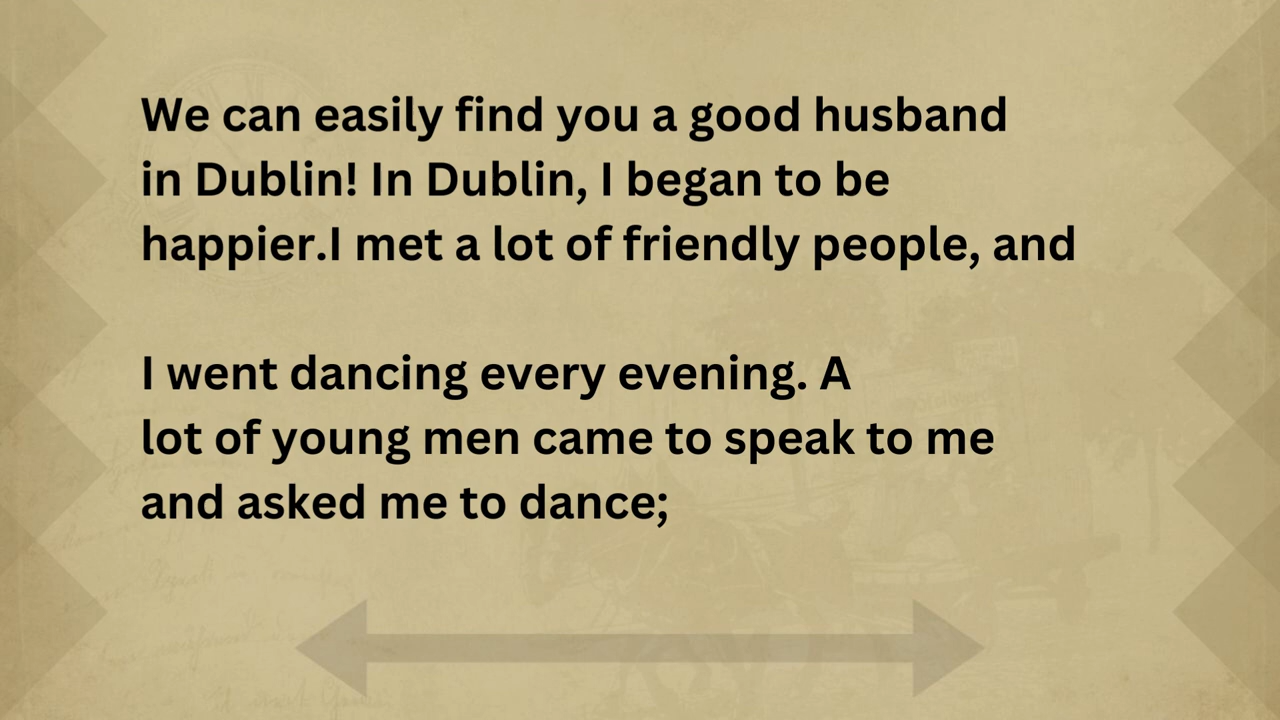 We can easily find you a good husband
in Dublin! In Dublin, I began to be
happier.I met a lot of friendly people, and
I went dancing every evening. A
lot of young men came to speak to me
and asked me to dance;